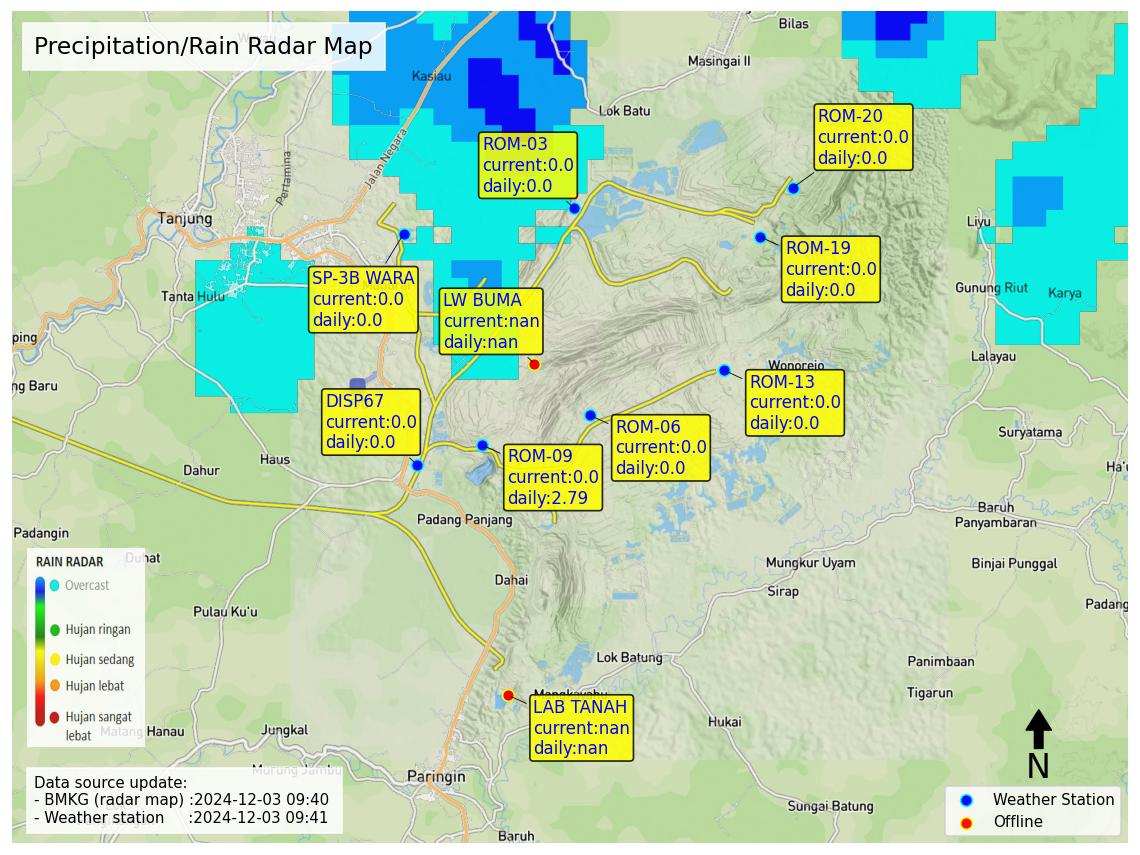 Precipitation/Rain Radar Map
Bilas
Masingai II
Kasiau
Lok Batu
Jalan Negara
Pertamina
ROM-20
current:0.0
daily:0.0
ROM-03
current:0.0
daily:0.0
Tanjung
Liyu
ROM-19
current:0.0
daily:0.0
SP-3B WARA
current:0.0
daily:0.0
Tanta Hulu
LW BUMA
current:nan
daily:nan
Gunung Riut
Karya
ping
Lalayau
Wonorejo
ng Baru
ROM-13
current:0.0
daily:0.0
DISP67
current:0.0
daily:0.0
ROM-06
current:0.0
daily:0.0
Suryatama
ROM-09
current:0.0
daily:2.79
Haus
Dahur
Ha'u
Baruh
Panyambaran
Padang Panjang
Padangin
Duhat
Mungkur Uyam
Binjai Punggal
RAIN RADAR
Overcast
Hujan ringan
Hujan sedang
Hujan lebat
Hujan sangat
lebat
Dahai
Sirap
Padang
Pulau Ku'u
Lok Batung
Panimbaan
Tigarun
Mangkayahu
LAB TANAH
current:nan
daily:nan
Matang Hanau
Jungkal
Hukai
Murung Jambu
Paringin
N
Data source update:
- BMKG (radar map) :2024-12-03 09:40
- Weather station :2024-12-03 09:41
Sungai Batung
Baruh
Weather Station
Offline